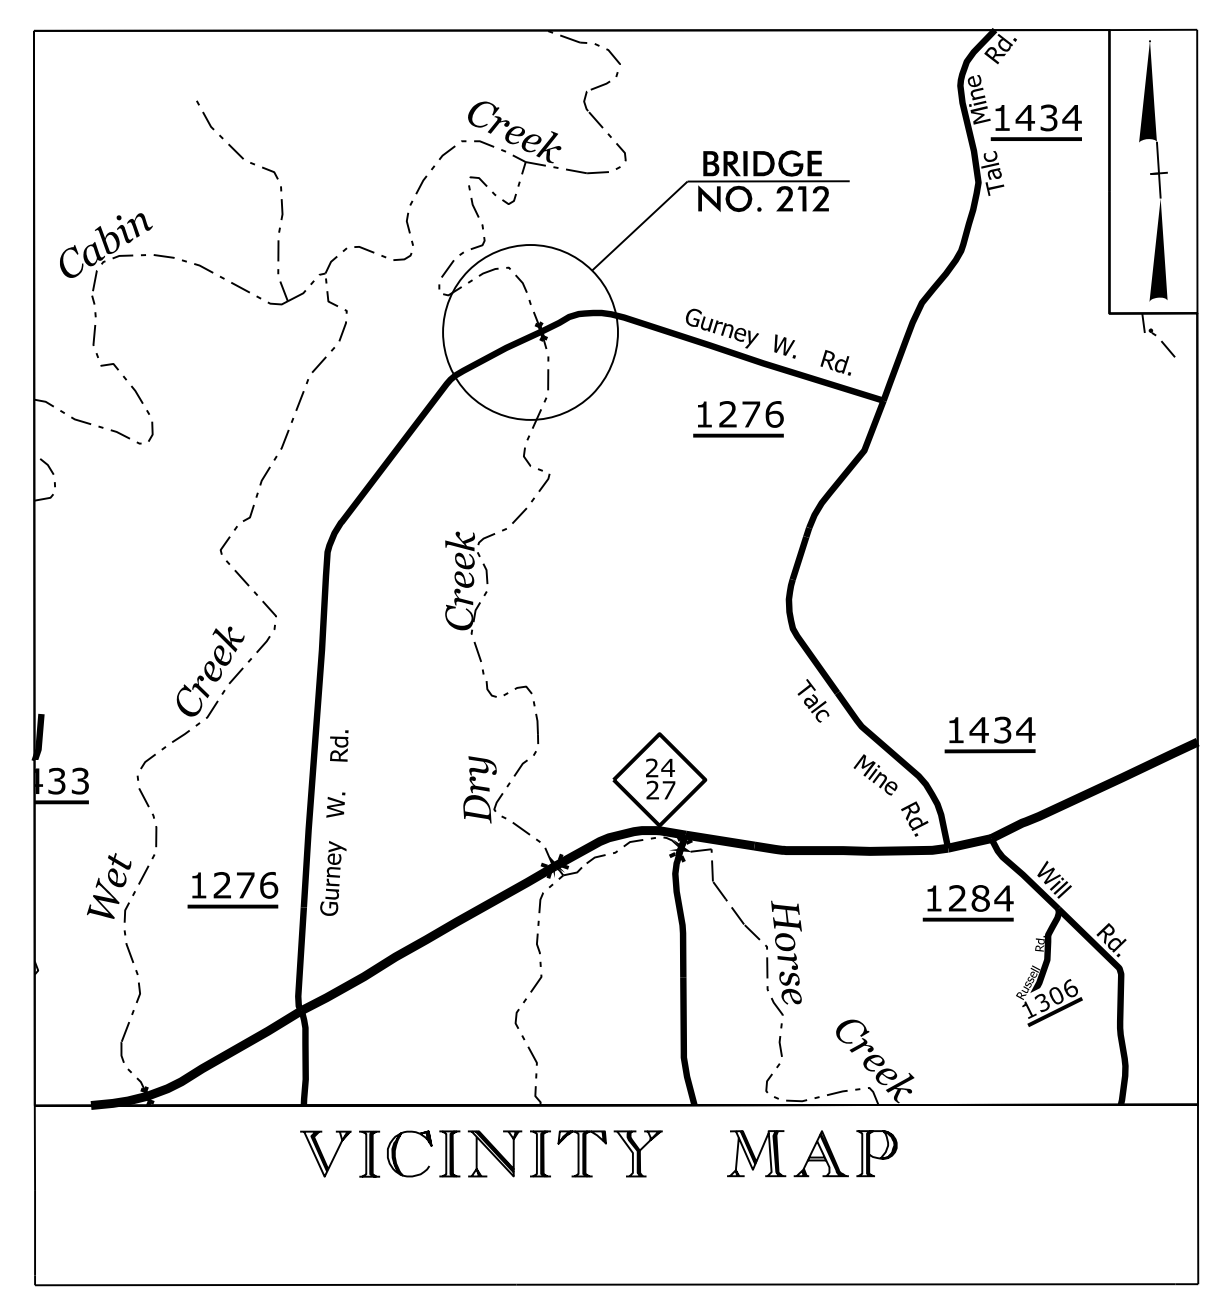 Talc Mine Rd.
1434
Creek
BRIDGE
NO. 212
Cabin
Gurney W. Rd.
1276
Creek
Creek
Talc Mine Rd.
1434
24
27
433
Gurney W. Rd.
Dry
Wet
1276
1284
Will Rd.
Russell Rd.
1306
Horse
Creek
VICINITY MAP